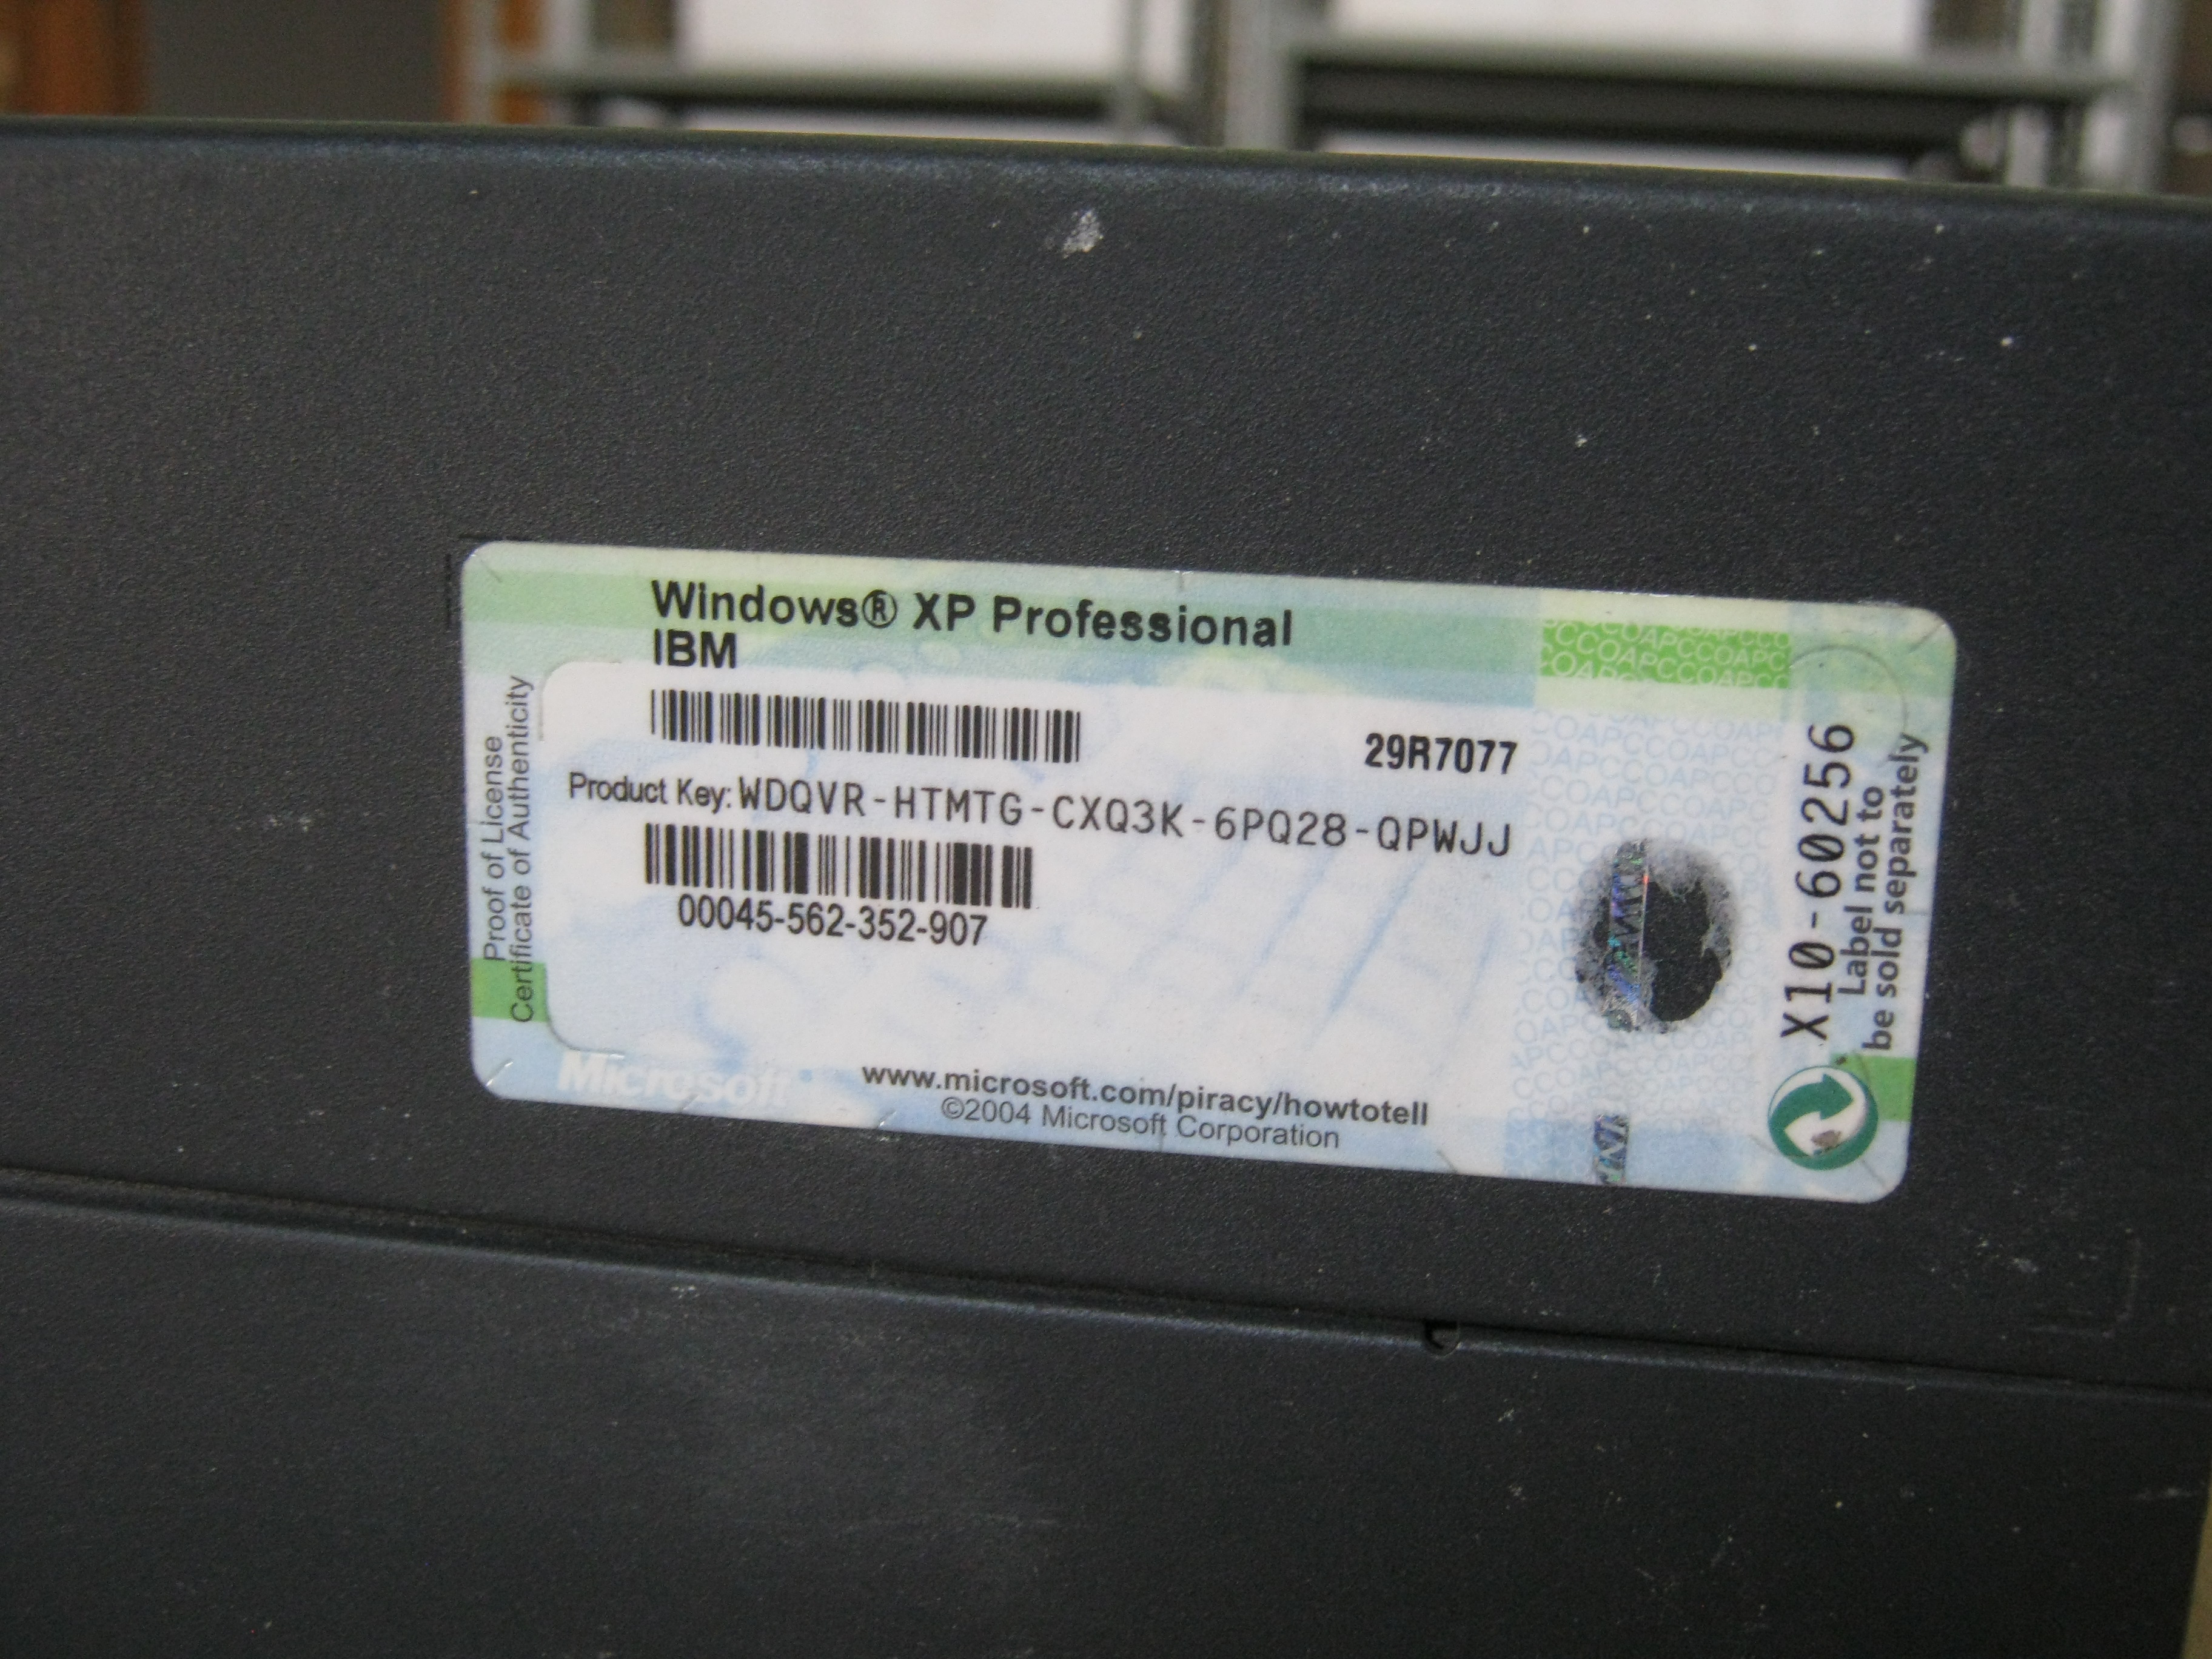 Windows® XP Professional
IBM
29R7077
Product Key: WDQVR-HTMTG-CXQ3K-6PQ28-QPWJJ
00045-562-352-907
Microsoft
www.microsoft.com/piracy/howtotell
©2004 Microsoft Corporation
Proof of License
Certificate of Authenticity
X10-60256
Label not to
be sold separately